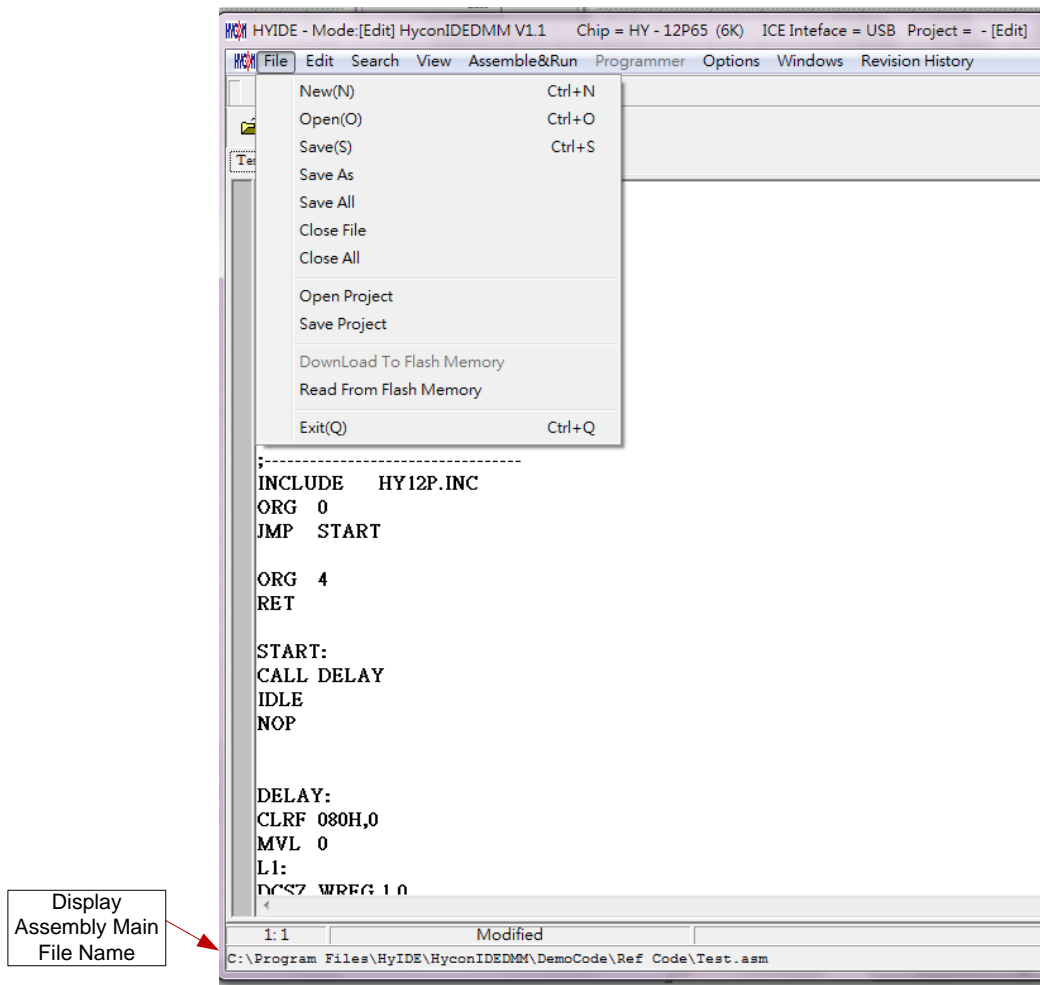 HYCON HYIDE - Mode:[Edit] HyconIDEDMM V1.1 Chip = HY - 12P65 (6K) ICE Inteface = USB Project = - [Edit]
HYCON File Edit Search View Assemble&Run Programmer Options Windows Revision History
New(N) Ctrl+N
Open(O) Ctrl+O
Save(S) Ctrl+S
Save As
Save All
Close File
Close All
Open Project
Save Project
DownLoad To Flash Memory
Read From Flash Memory
Exit(Q) Ctrl+Q
;----------------------------------
INCLUDE HY12P.INC
ORG 0
JMP START
ORG 4
RET
START:
CALL DELAY
IDLE
NOP
DELAY:
CLRF 080H,0
MVL 0
L1:
DCSZ WREG,1,0
1: 1 Modified
C:\Program Files\HyIDE\HyconIDEDMM\DemoCode\Ref Code\Test.asm
Display
Assembly Main
File Name